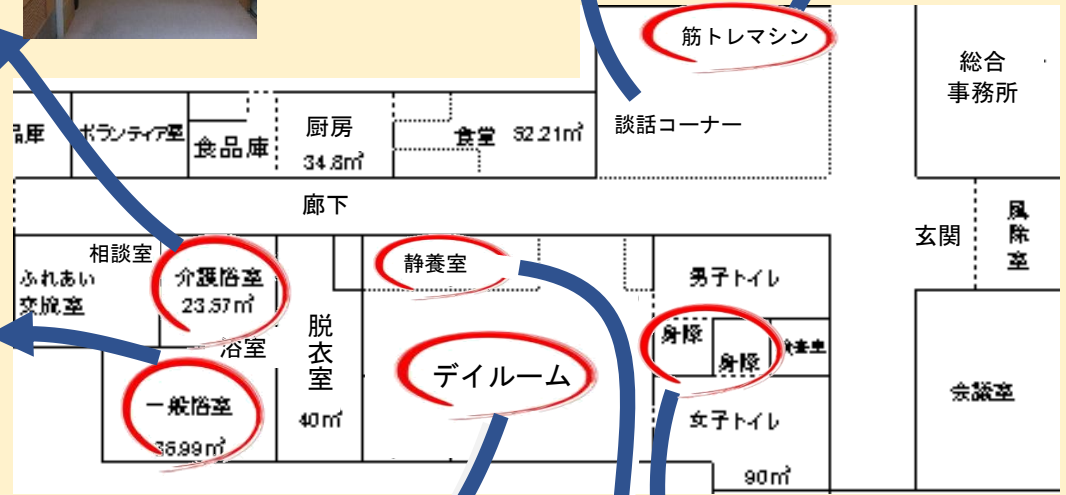 筋トレマシン
総合
事務所
ボランティア室
食品庫
厨房
34.8㎡
食堂 52.21㎡
談話コーナー
廊下
玄関
風
除
室
相談室
ふれあい
交流室
介護浴室
23.57㎡
浴室
脱
衣
室
40㎡
静養室
デイルーム
男子トイレ
身障
身障
女子トイレ
90㎡
会議室
一般浴室
35.99㎡